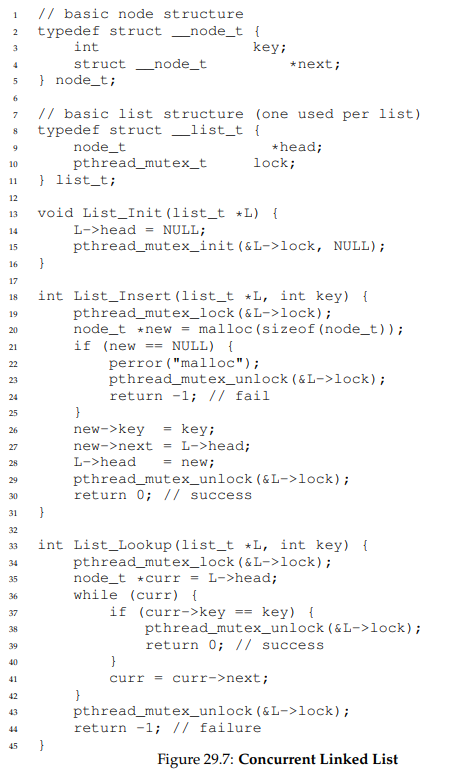 1 // basic node structure
2 typedef struct __node_t {
3 int key;
4 struct __node_t *next;
5 } node_t;
6
7 // basic list structure (one used per list)
8 typedef struct __list_t {
9 node_t *head;
10 pthread_mutex_t lock;
11 } list_t;
12
13 void List_Init(list_t *L) {
14 L->head = NULL;
15 pthread_mutex_init(&L->lock, NULL);
16 }
17
18 int List_Insert(list_t *L, int key) {
19 pthread_mutex_lock(&L->lock);
20 node_t *new = malloc(sizeof(node_t));
21 if (new == NULL) {
22 perror("malloc");
23 pthread_mutex_unlock(&L->lock);
24 return -1; // fail
25 }
26 new->key = key;
27 new->next = L->head;
28 L->head = new;
29 pthread_mutex_unlock(&L->lock);
30 return 0; // success
31 }
32
33 int List_Lookup(list_t *L, int key) {
34 pthread_mutex_lock(&L->lock);
35 node_t *curr = L->head;
36 while (curr) {
37 if (curr->key == key) {
38 pthread_mutex_unlock(&L->lock);
39 return 0; // success
40 }
41 curr = curr->next;
42 }
43 pthread_mutex_unlock(&L->lock);
44 return -1; // failure
45 }
Figure 29.7: Concurrent Linked List